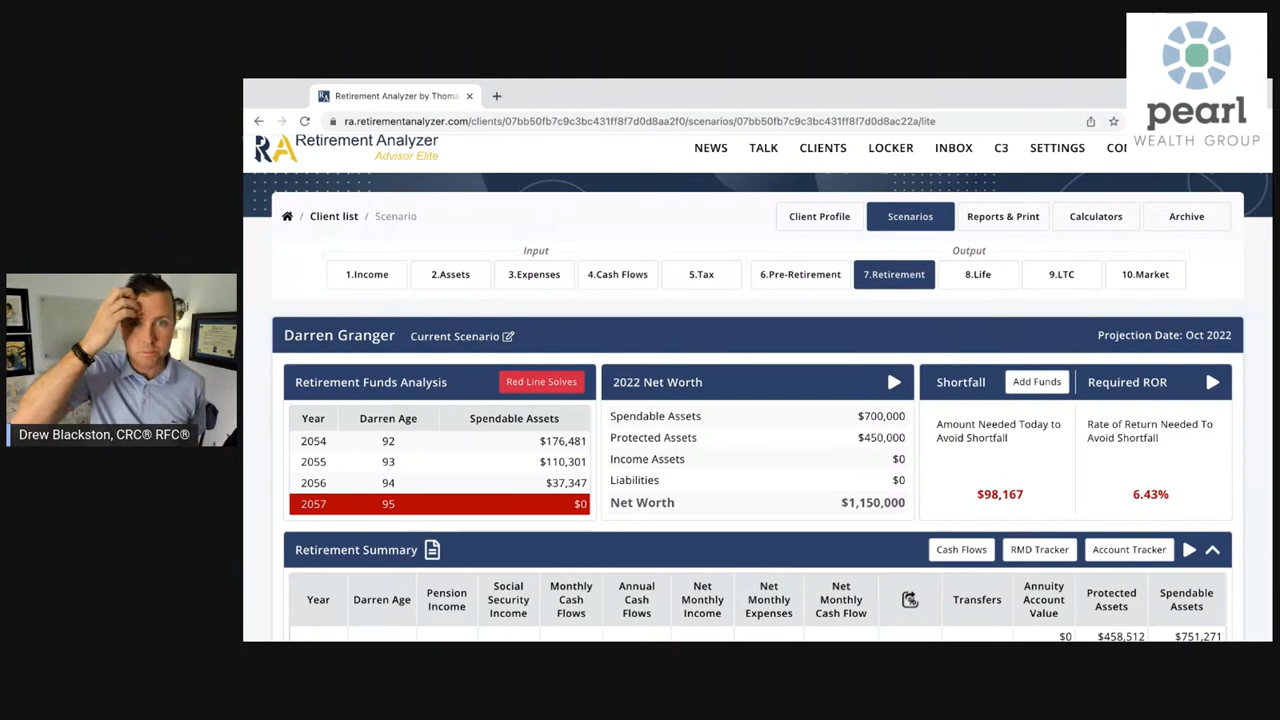 pearl
WEALTH GROUP
Retirement Analyzer by Thoma
ra.retirementanalyzer.com/clients/07bb50fb7c9c3bc431ff8f7d0d8aa2f0/scenarios/07bb50fb7c9c3bc431ff8f7d0d8ac22a/lite
RA Retirement Analyzer
Advisor Elite
NEWS TALK CLIENTS LOCKER INBOX C3 SETTINGS CO
/ Client list / Scenario
Client Profile Scenarios Reports & Print Calculators Archive
Input Output
1.Income 2.Assets 3.Expenses 4.Cash Flows 5.Tax 6.Pre-Retirement 7.Retirement 8.Life 9.LTC 10.Market
Darren Granger Current Scenario Projection Date: Oct 2022
Retirement Funds Analysis Red Line Solves
Year Darren Age Spendable Assets
2054 92 $176,481
2055 93 $110,301
2056 94 $37,347
2057 95 $0
2022 Net Worth
Spendable Assets $700,000
Protected Assets $450,000
Income Assets $0
Liabilities $0
Net Worth $1,150,000
Shortfall Add Funds Required ROR
Amount Needed Today to
Avoid Shortfall
$98,167
Rate of Return Needed To
Avoid Shortfall
6.43%
Drew Blackston, CRC® RFC®
Retirement Summary Cash Flows RMD Tracker Account Tracker
Year
Darren Age
Pension
Income
Social
Security
Income
Monthly
Cash
Flows
Annual
Cash
Flows
Net
Monthly
Income
Net
Monthly
Expenses
Net
Monthly
Cash Flow
Transfers
Annuity
Account
Value
Protected
Assets
Spendable
Assets
$0 $458,512 $751,271